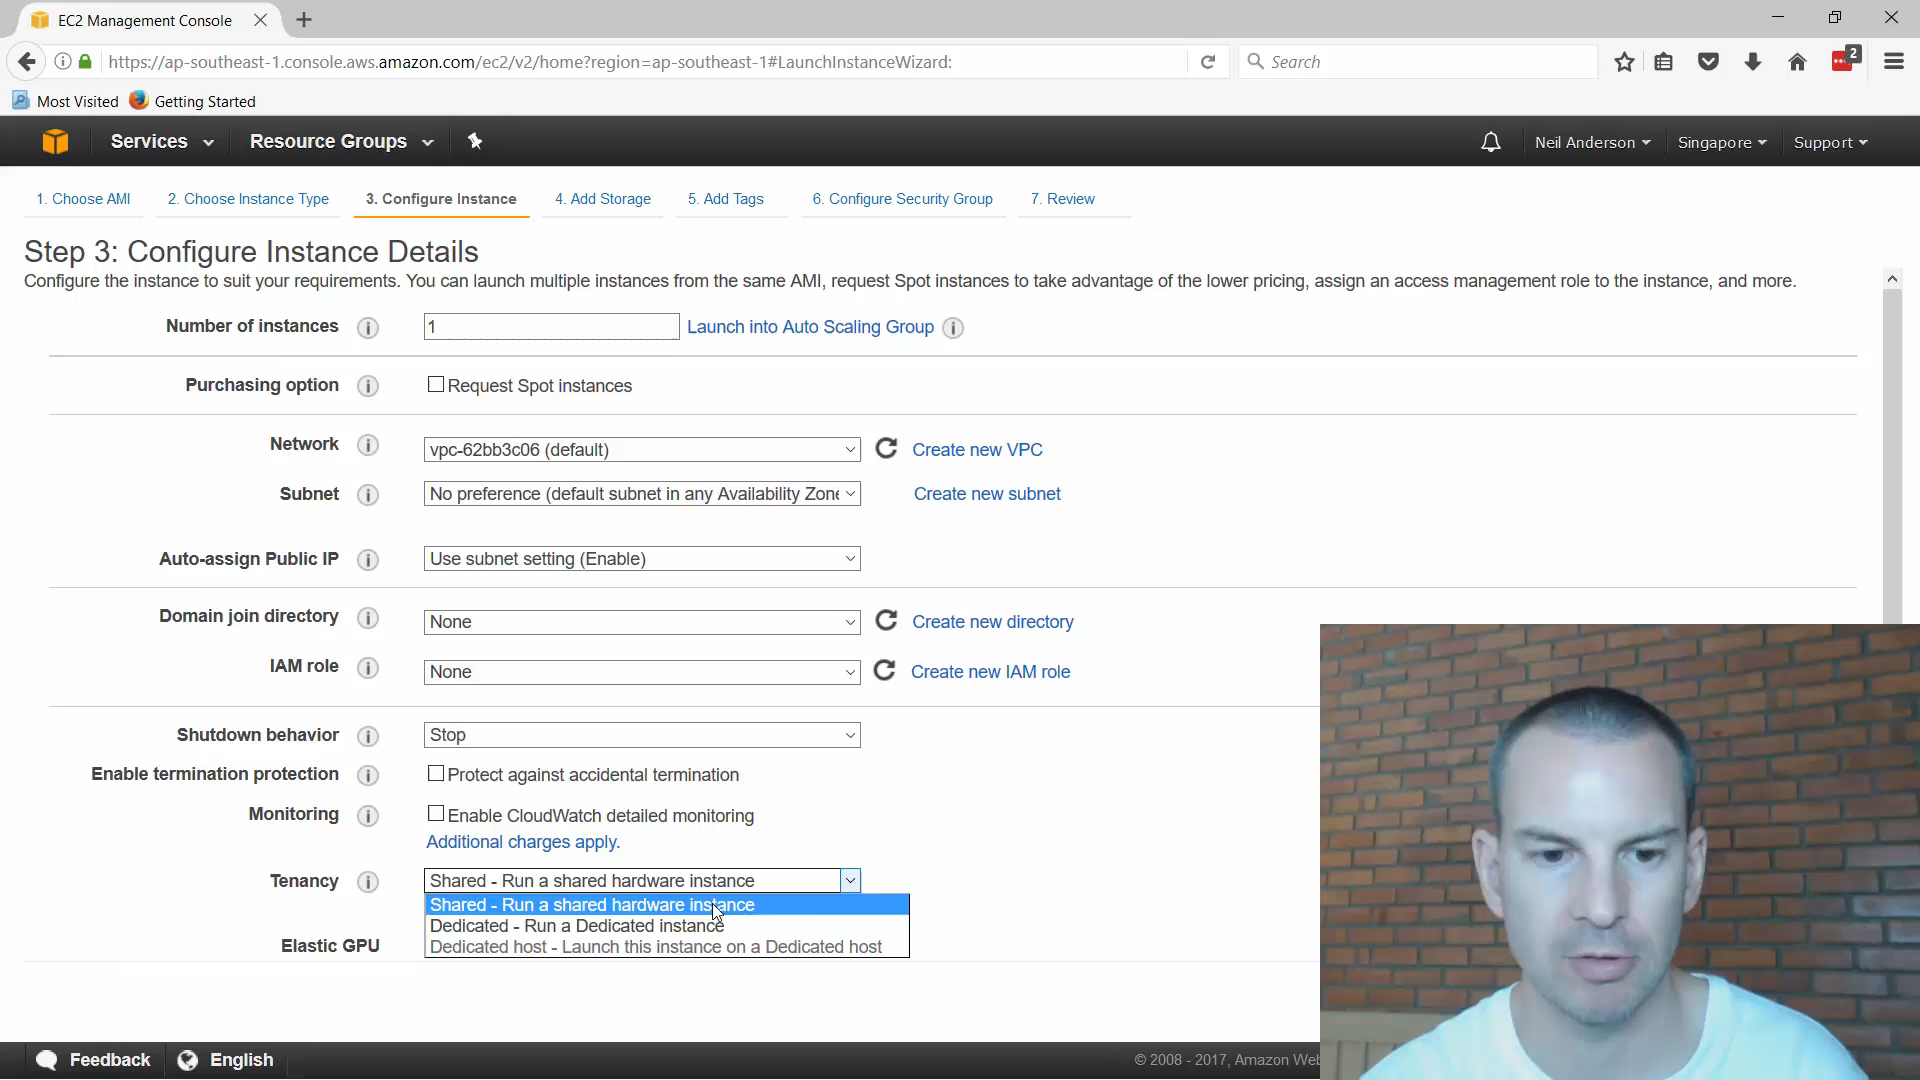 EC2 Management Console
https://ap-southeast-1.console.aws.amazon.com/ec2/v2/home?region=ap-southeast-1#LaunchInstanceWizard:
Search
2
Most Visited
Getting Started
Services
Resource Groups
Neil Anderson
Singapore
Support
1. Choose AMI
2. Choose Instance Type
3. Configure Instance
4. Add Storage
5. Add Tags
6. Configure Security Group
7. Review
Step 3: Configure Instance Details
Configure the instance to suit your requirements. You can launch multiple instances from the same AMI, request Spot instances to take advantage of the lower pricing, assign an access management role to the instance, and more.
Number of instances
1
Launch into Auto Scaling Group
Purchasing option
Request Spot instances
Network
vpc-62bb3c06 (default)
Create new VPC
Subnet
No preference (default subnet in any Availability Zone
Create new subnet
Auto-assign Public IP
Use subnet setting (Enable)
Domain join directory
None
Create new directory
IAM role
None
Create new IAM role
Shutdown behavior
Stop
Enable termination protection
Protect against accidental termination
Monitoring
Enable CloudWatch detailed monitoring
Additional charges apply.
Tenancy
Shared - Run a shared hardware instance
Shared - Run a shared hardware instance
Dedicated - Run a Dedicated instance
Dedicated host - Launch this instance on a Dedicated host
Elastic GPU
Feedback
English
© 2008 - 2017, Amazon Web